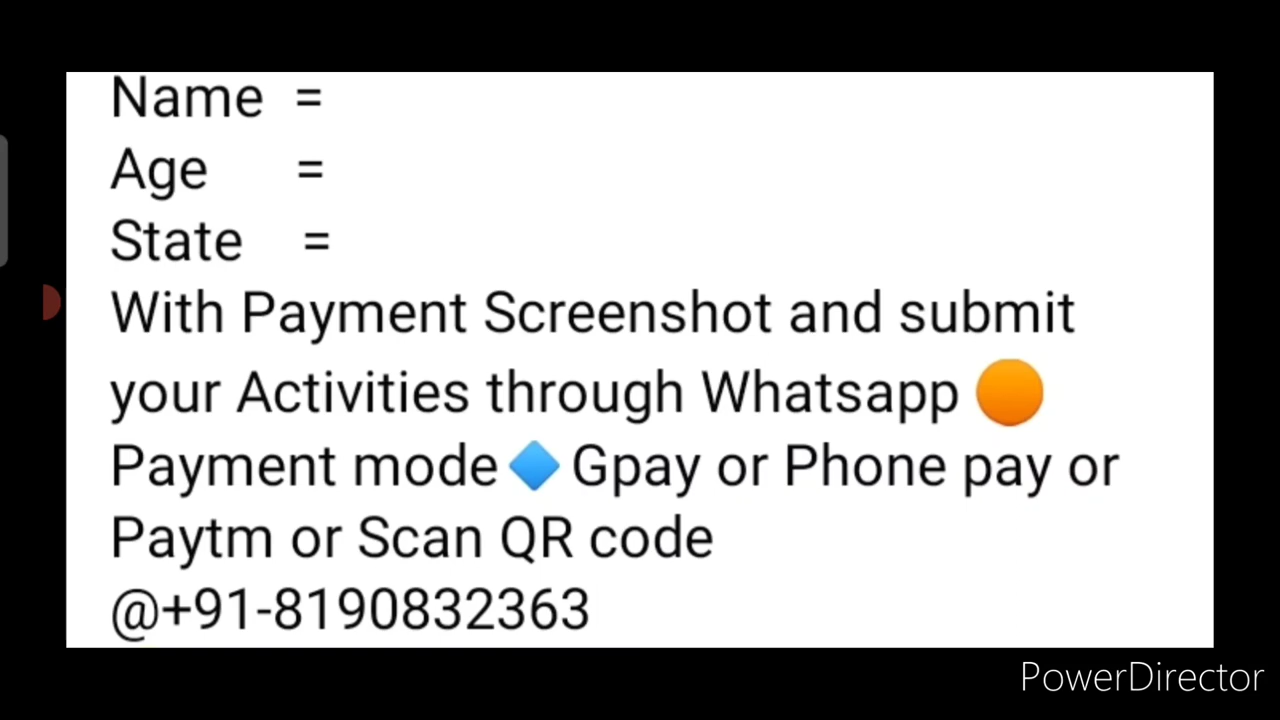 Name =
Age =
State =
With Payment Screenshot and submit
your Activities through Whatsapp 🟠
Payment mode🔷Gpay or Phone pay or
Paytm or Scan QR code
@+91-8190832363
PowerDirector